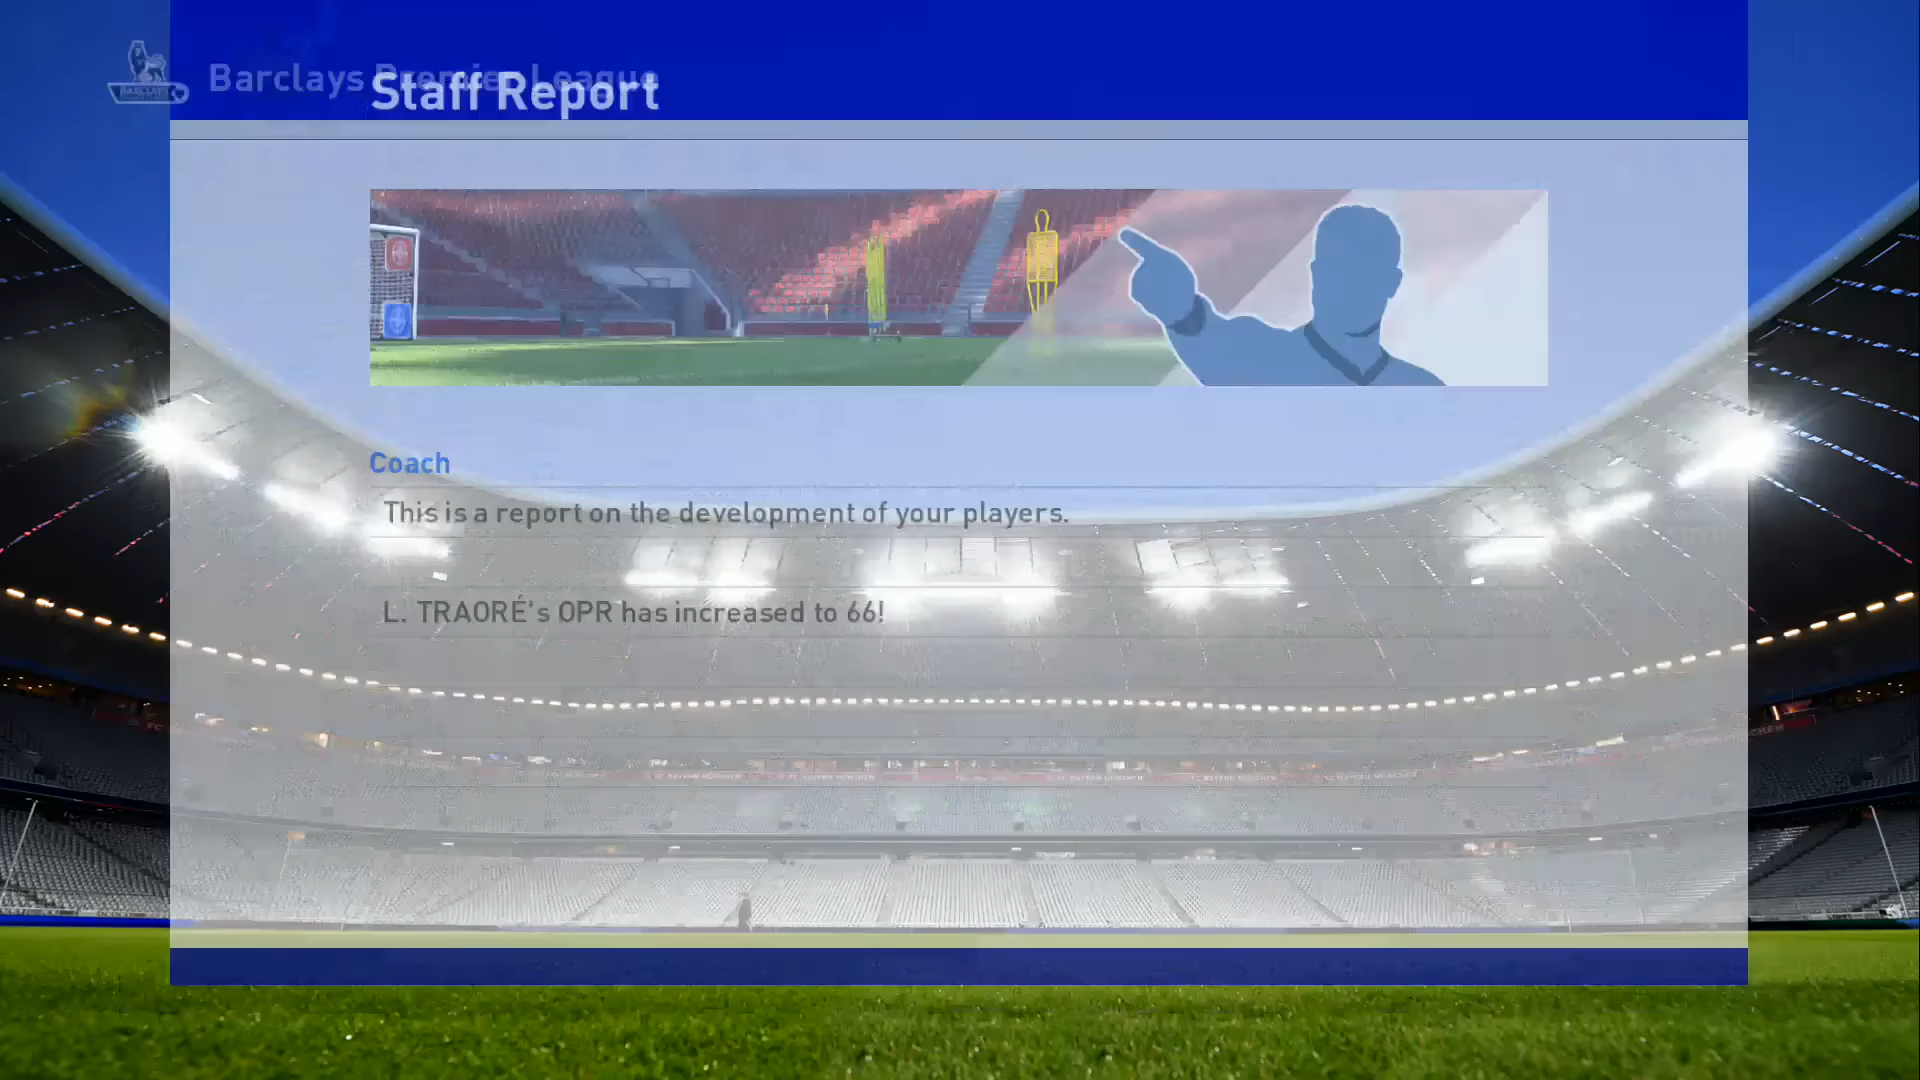 Barclays Premier League
BARCLAYS
Staff Report
Coach
This is a report on the development of your players.
L. TRAORÉ's OPR has increased to 66!